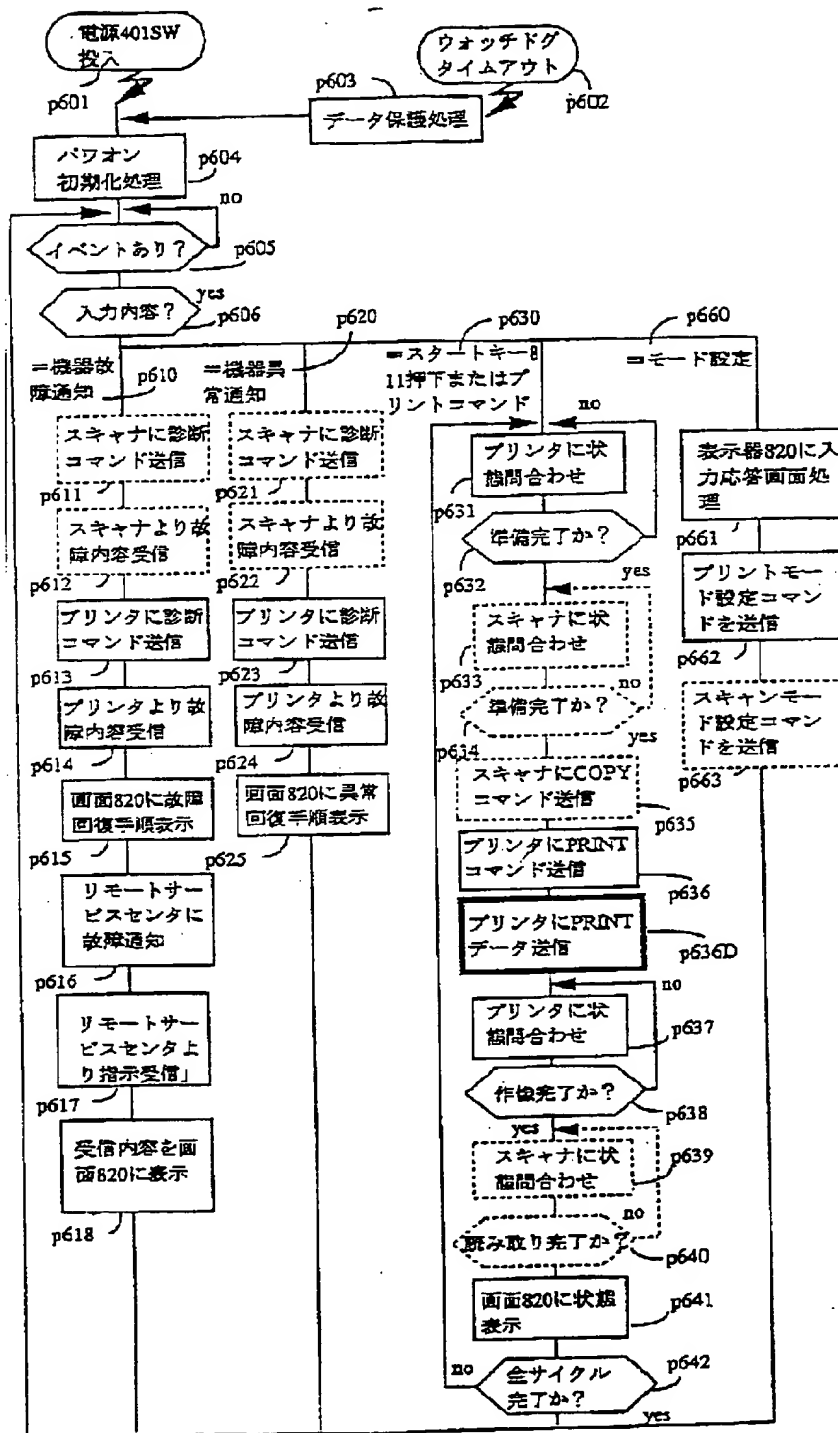 電源401SW
投入
p601
ウォッチドグ
タイムアウト
p602
p603
データ保護処理
パワオン
初期化処理
p604
no
イベントあり？
p605
yes
入力内容？
p606
＝機器故
障通知
p610
スキャナに診断
コマンド送信
p611
スキャナより故
障内容受信
p612
プリンタに診断
コマンド送信
p613
プリンタより故
障内容受信
p614
画面820に故障
回復手順表示
p615
リモートサー
ビスセンタに
故障通知
p616
リモートサー
ビスセンタよ
り指示受信」
p617
受信内容を画
面820に表示
p618
p620
＝機器異
常通知
スキャナに診断
コマンド送信
p621
スキャナより故
障内容受信
p622
プリンタに診断
コマンド送信
p623
プリンタより故
障内容受信
p624
画面820に異常
回復手順表示
p625
p630
＝スタートキー8
11押下またはプ
リントコマンド
no
プリンタに状
態問合わせ
p631
準備完了か？
p632
yes
スキャナに状
態問合わせ
p633
no
準備完了か？
p634
yes
スキャナにCOPY
コマンド送信
p635
プリンタにPRINT
コマンド送信
p636
プリンタにPRINT
データ送信
p636D
no
プリンタに状
態問合わせ
p637
作像完了か？
p638
yes
スキャナに状
態問合わせ
p639
no
読み取り完了か？
p640
画面820に状態
表示
p641
no
全サイクル
完了か？
p642
yes
p660
＝モード設定
表示器820に入
力応答画面処
理
p661
プリントモー
ド設定コマン
ドを送信
p662
スキャンモー
ド設定コマン
ドを送信
p663